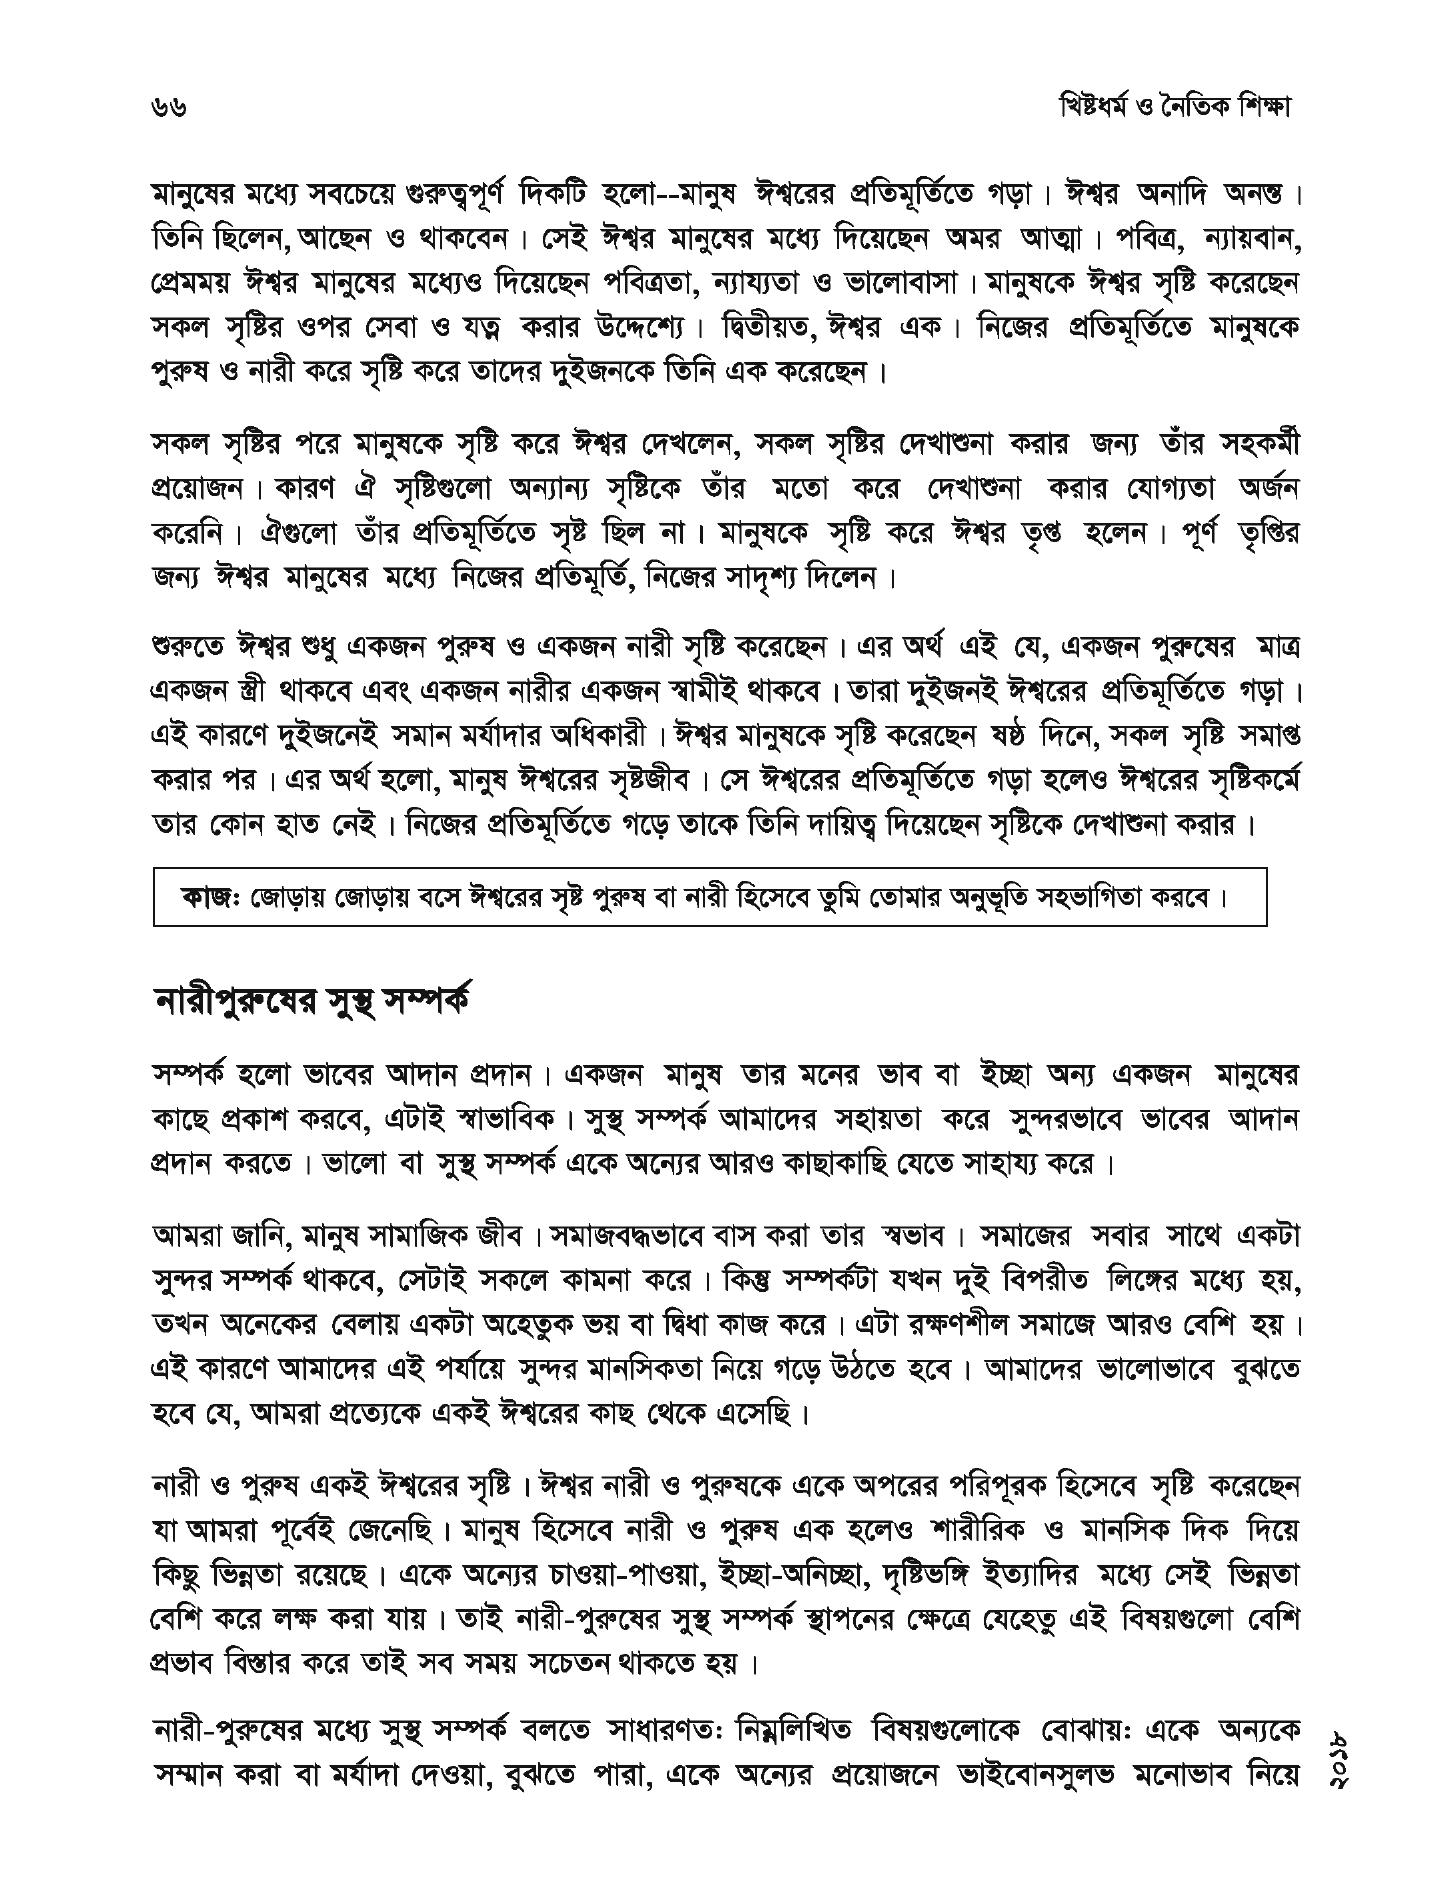 ৬৬
খ্রিষ্টধর্ম ও নৈতিক শিক্ষা
মানুষের মধ্যে সবচেয়ে গুরুত্বপূর্ণ দিকটি হলো--মানুষ ঈশ্বরের প্রতিমূর্তিতে গড়া। ঈশ্বর অনাদি অনন্ত।
তিনি ছিলেন, আছেন ও থাকবেন। সেই ঈশ্বর মানুষের মধ্যে দিয়েছেন অমর আত্মা। পবিত্র, ন্যায়বান,
প্রেমময় ঈশ্বর মানুষের মধ্যেও দিয়েছেন পবিত্রতা, ন্যায্যতা ও ভালোবাসা। মানুষকে ঈশ্বর সৃষ্টি করেছেন
সকল সৃষ্টির ওপর সেবা ও যত্ন করার উদ্দেশ্যে। দ্বিতীয়ত, ঈশ্বর এক। নিজের প্রতিমূর্তিতে মানুষকে
পুরুষ ও নারী করে সৃষ্টি করে তাদের দুইজনকে তিনি এক করেছেন।
সকল সৃষ্টির পরে মানুষকে সৃষ্টি করে ঈশ্বর দেখলেন, সকল সৃষ্টির দেখাশুনা করার জন্য তাঁর সহকর্মী
প্রয়োজন। কারণ ঐ সৃষ্টিগুলো অন্যান্য সৃষ্টিকে তাঁর মতো করে দেখাশুনা করার যোগ্যতা অর্জন
করেনি। ঐগুলো তাঁর প্রতিমূর্তিতে সৃষ্ট ছিল না। মানুষকে সৃষ্টি করে ঈশ্বর তৃপ্ত হলেন। পূর্ণ তৃপ্তির
জন্য ঈশ্বর মানুষের মধ্যে নিজের প্রতিমূর্তি, নিজের সাদৃশ্য দিলেন।
শুরুতে ঈশ্বর শুধু একজন পুরুষ ও একজন নারী সৃষ্টি করেছেন। এর অর্থ এই যে, একজন পুরুষের মাত্র
একজন স্ত্রী থাকবে এবং একজন নারীর একজন স্বামীই থাকবে। তারা দুইজনই ঈশ্বরের প্রতিমূর্তিতে গড়া।
এই কারণে দুইজনেই সমান মর্যাদার অধিকারী। ঈশ্বর মানুষকে সৃষ্টি করেছেন ষষ্ঠ দিনে, সকল সৃষ্টি সমাপ্ত
করার পর। এর অর্থ হলো, মানুষ ঈশ্বরের সৃষ্টজীব। সে ঈশ্বরের প্রতিমূর্তিতে গড়া হলেও ঈশ্বরের সৃষ্টিকর্মে
তার কোন হাত নেই। নিজের প্রতিমূর্তিতে গড়ে তাকে তিনি দায়িত্ব দিয়েছেন সৃষ্টিকে দেখাশুনা করার।
কাজ: জোড়ায় জোড়ায় বসে ঈশ্বরের সৃষ্ট পুরুষ বা নারী হিসেবে তুমি তোমার অনুভূতি সহভাগিতা করবে।
নারীপুরুষের সুস্থ সম্পর্ক
সম্পর্ক হলো ভাবের আদান প্রদান। একজন মানুষ তার মনের ভাব বা ইচ্ছা অন্য একজন মানুষের
কাছে প্রকাশ করবে, এটাই স্বাভাবিক। সুস্থ সম্পর্ক আমাদের সহায়তা করে সুন্দরভাবে ভাবের আদান
প্রদান করতে। ভালো বা সুস্থ সম্পর্ক একে অন্যের আরও কাছাকাছি যেতে সাহায্য করে।
আমরা জানি, মানুষ সামাজিক জীব। সমাজবদ্ধভাবে বাস করা তার স্বভাব। সমাজের সবার সাথে একটা
সুন্দর সম্পর্ক থাকবে, সেটাই সকলে কামনা করে। কিন্তু সম্পর্কটা যখন দুই বিপরীত লিঙ্গের মধ্যে হয়,
তখন অনেকের বেলায় একটা অহেতুক ভয় বা দ্বিধা কাজ করে। এটা রক্ষণশীল সমাজে আরও বেশি হয়।
এই কারণে আমাদের এই পর্যায়ে সুন্দর মানসিকতা নিয়ে গড়ে উঠতে হবে। আমাদের ভালোভাবে বুঝতে
হবে যে, আমরা প্রত্যেকে একই ঈশ্বরের কাছ থেকে এসেছি।
নারী ও পুরুষ একই ঈশ্বরের সৃষ্টি। ঈশ্বর নারী ও পুরুষকে একে অপরের পরিপূরক হিসেবে সৃষ্টি করেছেন
যা আমরা পূর্বেই জেনেছি। মানুষ হিসেবে নারী ও পুরুষ এক হলেও শারীরিক ও মানসিক দিক দিয়ে
কিছু ভিন্নতা রয়েছে। একে অন্যের চাওয়া-পাওয়া, ইচ্ছা-অনিচ্ছা, দৃষ্টিভঙ্গি ইত্যাদির মধ্যে সেই ভিন্নতা
বেশি করে লক্ষ করা যায়। তাই নারী-পুরুষের সুস্থ সম্পর্ক স্থাপনের ক্ষেত্রে যেহেতু এই বিষয়গুলো বেশি
প্রভাব বিস্তার করে তাই সব সময় সচেতন থাকতে হয়।
নারী-পুরুষের মধ্যে সুস্থ সম্পর্ক বলতে সাধারণত: নিম্নলিখিত বিষয়গুলোকে বোঝায়: একে অন্যকে
সম্মান করা বা মর্যাদা দেওয়া, বুঝতে পারা, একে অন্যের প্রয়োজনে ভাইবোনসুলভ মনোভাব নিয়ে
২০১৮